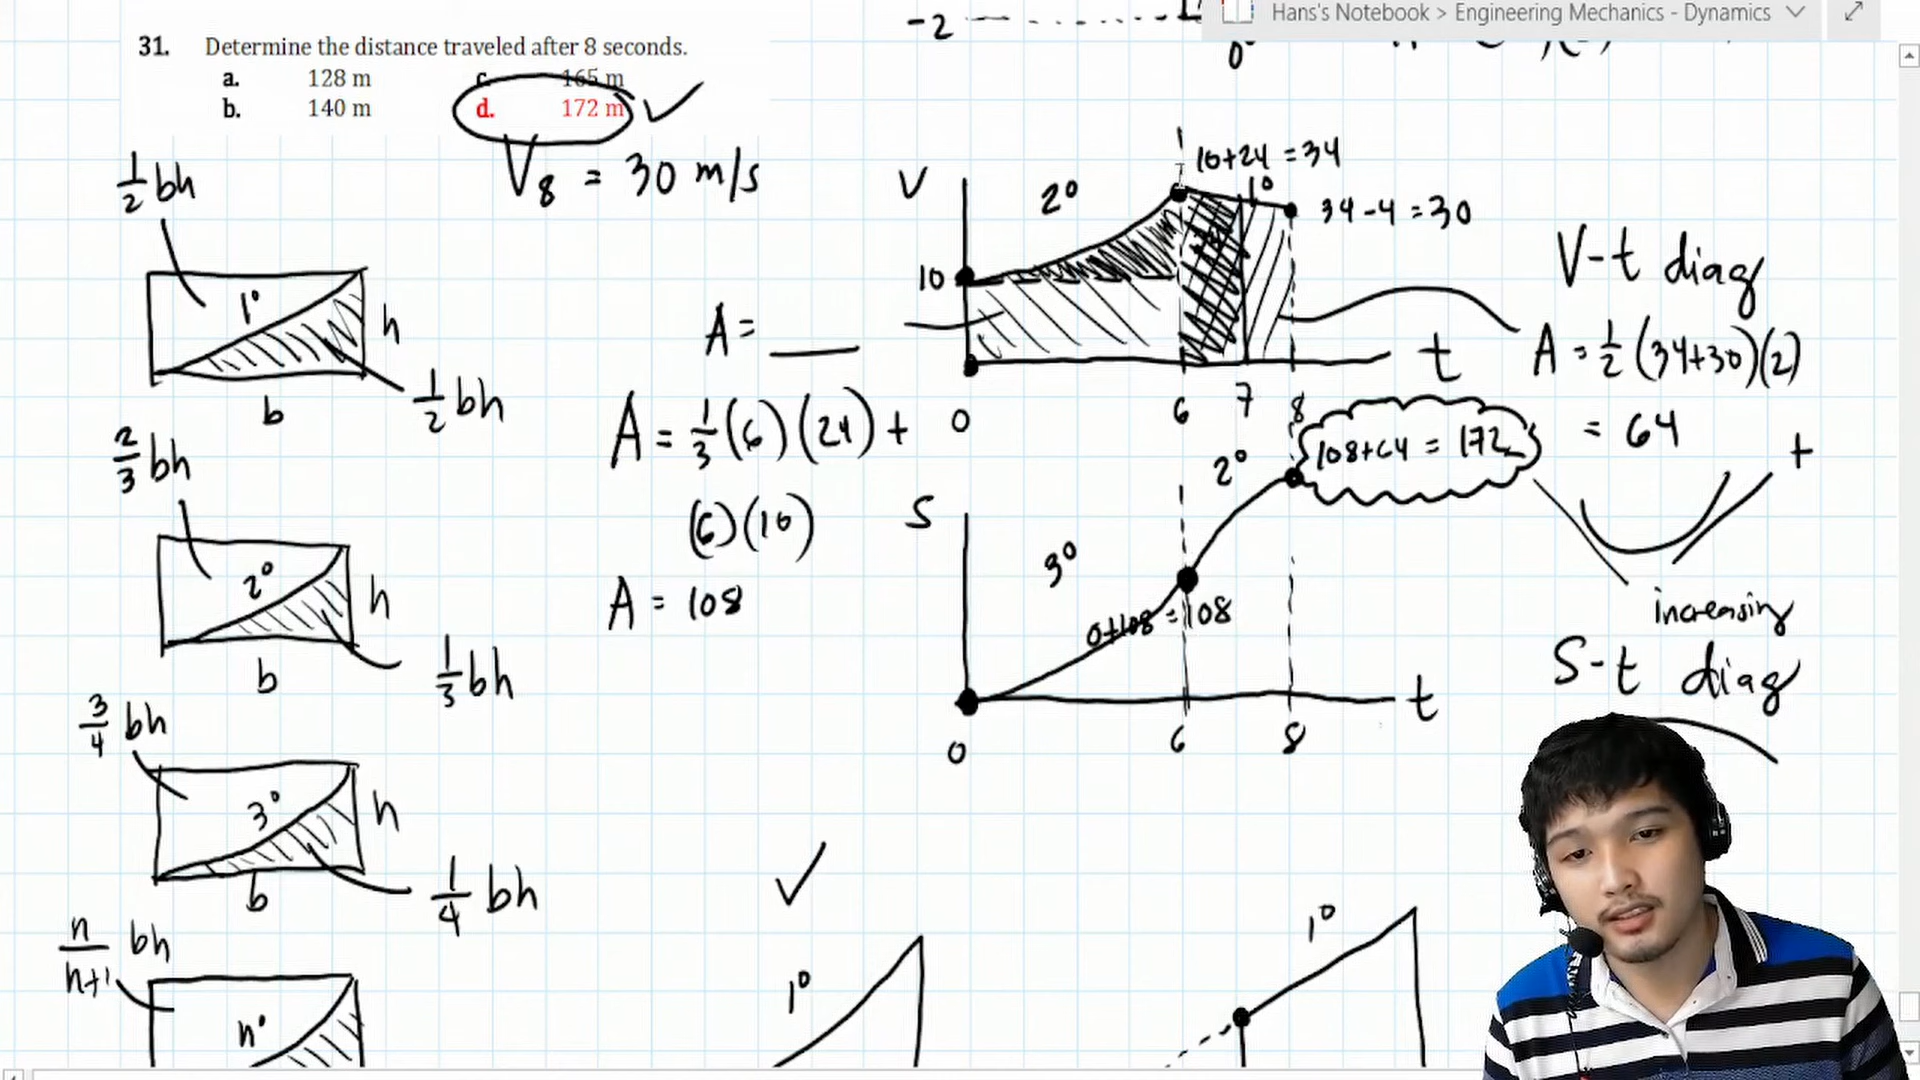 -2
Hans's Notebook > Engineering Mechanics - Dynamics
0
31. Determine the distance traveled after 8 seconds.
a. 128 m c. 165 m
b. 140 m d. 172 m ✓
V8 = 30 m/s
1/2 bh
1°
h
b
1/2 bh
2/3 bh
2°
h
b
1/3 bh
3/4 bh
3°
h
b
1/4 bh
n/n+1 bh
n°
A = ___
A = 1/3 (6)(24) +
(6)(10)
A = 108
V
2°
10+24 = 34
1°
34-4 = 30
10
t
0 6 7 8
V-t diag
A = 1/2 (34+30)(2)
= 64
108+64 = 172
S
3°
2°
0+108 = 108
t
0 6 8
+
increasing
S-t diag
✓
1°
1°